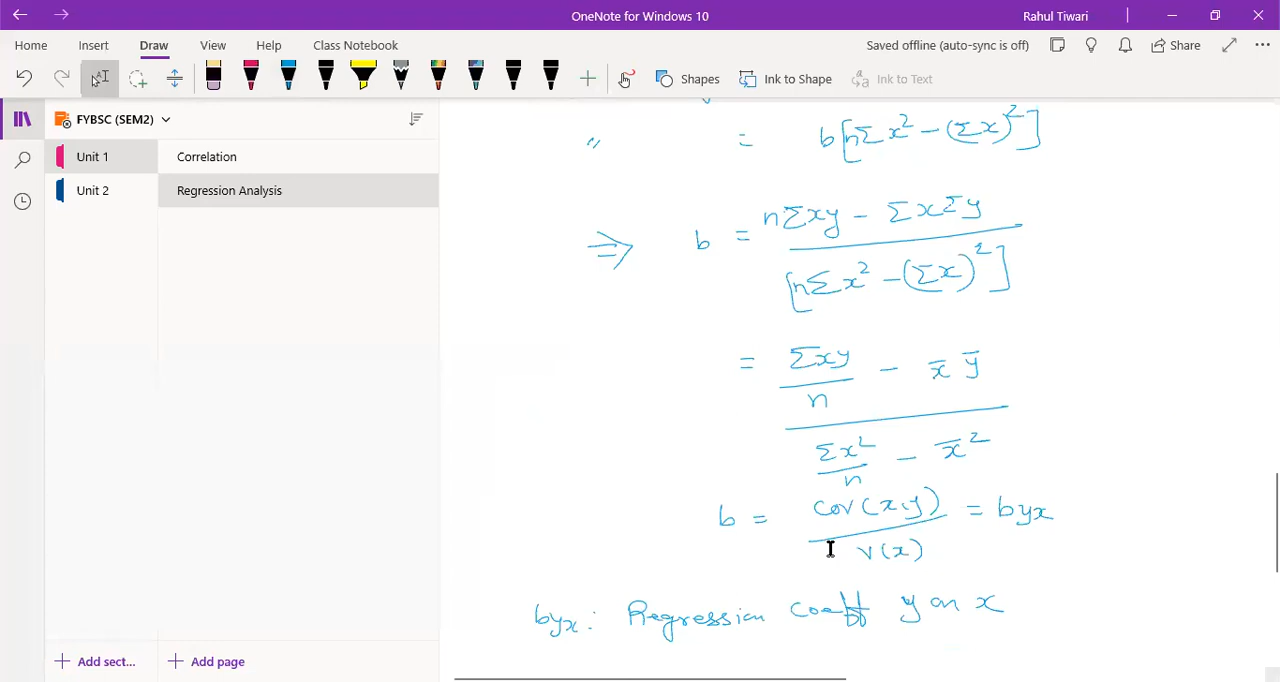 OneNote for Windows 10
Rahul Tiwari
Home Insert Draw View Help Class Notebook
Saved offline (auto-sync is off) Share
Shapes Ink to Shape Ink to Text
FYBSC (SEM2)
Unit 1 Correlation
Unit 2 Regression Analysis
〃 = b[nΣx² - (Σx)²]
⇒ b = nΣxy - ΣxΣy
[nΣx² - (Σx)²]
= Σxy/n - x̄ ȳ
Σx²/n - x̄²
b = cov(x,y) = byx
v(x)
byx : Regression coeff y on x
Add sect... Add page